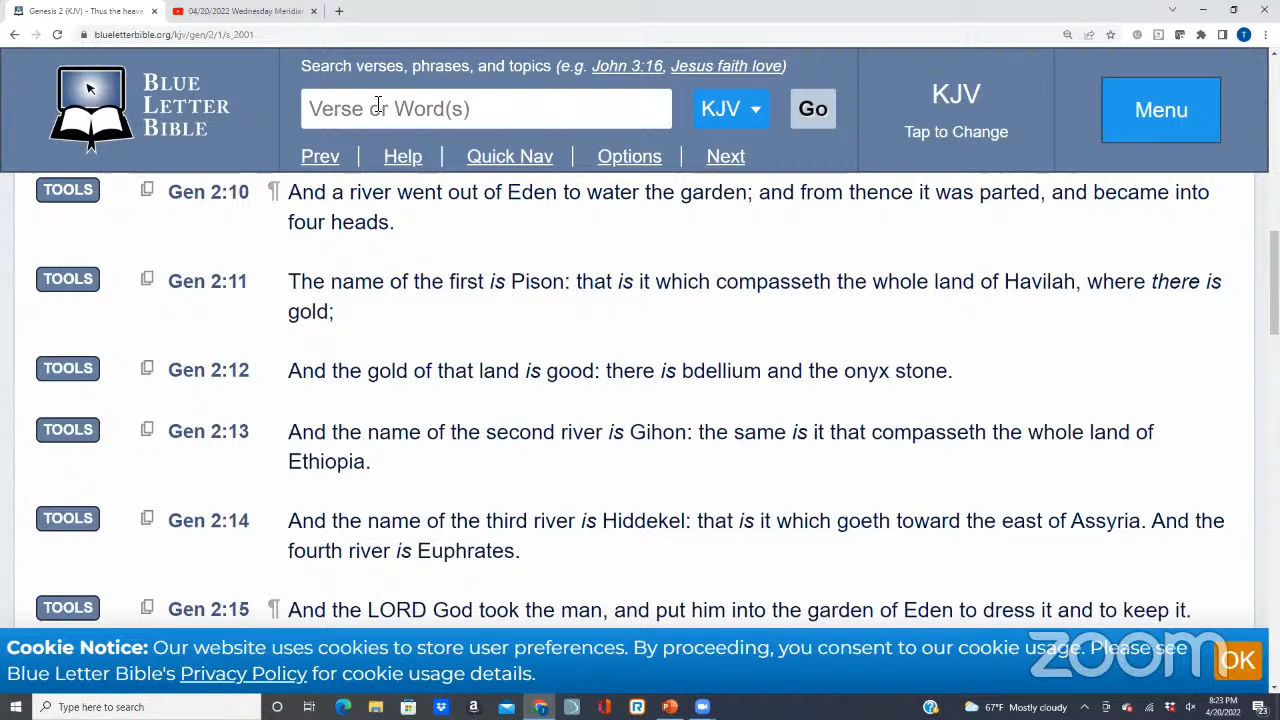 Genesis 2 (KJV) - Thus the heave
04/20/2022 Wednesday Meridia
blueletterbible.org/kjv/gen/2/1/s_2001
T
BLUE
LETTER
BIBLE
Search verses, phrases, and topics (e.g. John 3:16, Jesus faith love)
Verse or Word(s)
KJV
Go
Prev | Help | Quick Nav | Options | Next
KJV
Tap to Change
Menu
TOOLS Gen 2:10 ¶ And a river went out of Eden to water the garden; and from thence it was parted, and became into
four heads.
TOOLS Gen 2:11 The name of the first is Pison: that is it which compasseth the whole land of Havilah, where there is
gold;
TOOLS Gen 2:12 And the gold of that land is good: there is bdellium and the onyx stone.
TOOLS Gen 2:13 And the name of the second river is Gihon: the same is it that compasseth the whole land of
Ethiopia.
TOOLS Gen 2:14 And the name of the third river is Hiddekel: that is it which goeth toward the east of Assyria. And the
fourth river is Euphrates.
TOOLS Gen 2:15 ¶ And the LORD God took the man, and put him into the garden of Eden to dress it and to keep it.
Cookie Notice: Our website uses cookies to store user preferences. By proceeding, you consent to our cookie usage. Please see
Blue Letter Bible's Privacy Policy for cookie usage details.
OK
zoom
Type here to search
67°F Mostly cloudy
8:23 PM
4/20/2022
23